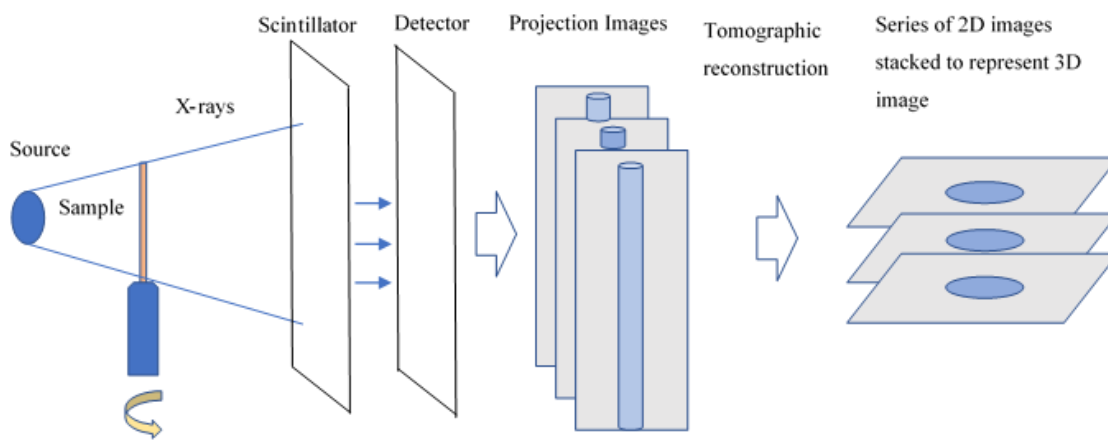 Scintillator
Detector
Projection Images
Tomographic
reconstruction
Series of 2D images
stacked to represent 3D
image
X-rays
Source
Sample